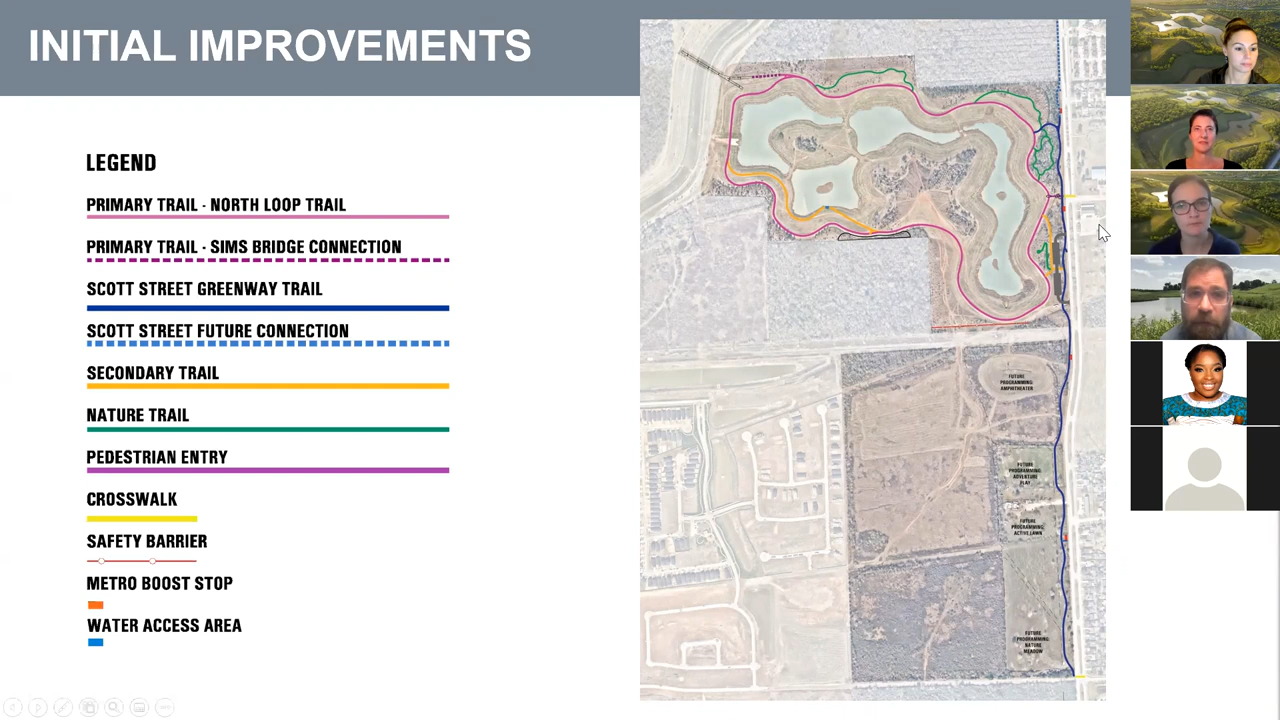 INITIAL IMPROVEMENTS
LEGEND
PRIMARY TRAIL - NORTH LOOP TRAIL
PRIMARY TRAIL - SIMS BRIDGE CONNECTION
SCOTT STREET GREENWAY TRAIL
SCOTT STREET FUTURE CONNECTION
SECONDARY TRAIL
NATURE TRAIL
PEDESTRIAN ENTRY
CROSSWALK
SAFETY BARRIER
METRO BOOST STOP
WATER ACCESS AREA
FUTURE
PROGRAMMING:
AMPHITHEATER
FUTURE
PROGRAMMING:
ADVENTURE
PLAY
FUTURE
PROGRAMMING:
ACTIVE LAWN
FUTURE
PROGRAMMING:
NATURE
MEADOW